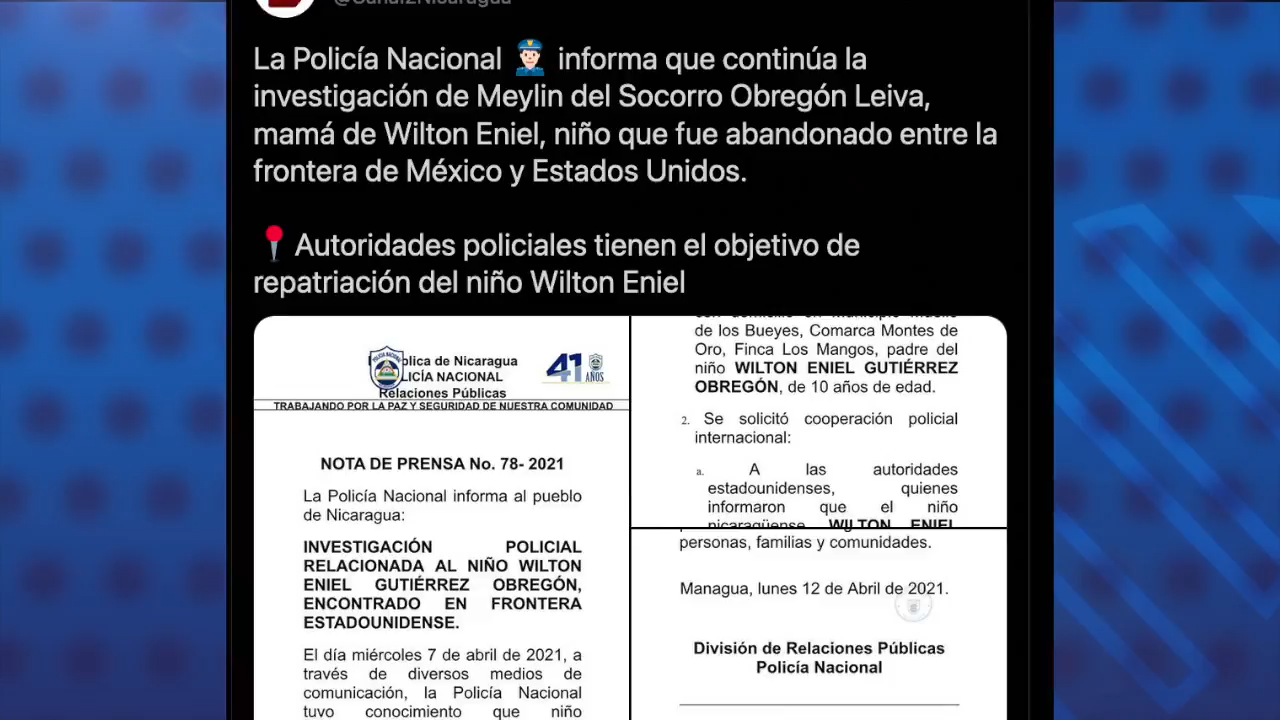 La Policía Nacional 👮🏻‍♂️ informa que continúa la
investigación de Meylin del Socorro Obregón Leiva,
mamá de Wilton Eniel, niño que fue abandonado entre la
frontera de México y Estados Unidos.
📍Autoridades policiales tienen el objetivo de
repatriación del niño Wilton Eniel
blica de Nicaragua
LICÍA NACIONAL
Relaciones Públicas
41 AÑOS
TRABAJANDO POR LA PAZ Y SEGURIDAD DE NUESTRA COMUNIDAD
NOTA DE PRENSA No. 78- 2021
La Policía Nacional informa al pueblo
de Nicaragua:
INVESTIGACIÓN POLICIAL
RELACIONADA AL NIÑO WILTON
ENIEL GUTIÉRREZ OBREGÓN,
ENCONTRADO EN FRONTERA
ESTADOUNIDENSE.
El día miércoles 7 de abril de 2021, a
través de diversos medios de
comunicación, la Policía Nacional
tuvo conocimiento que niño
de los Bueyes, Comarca Montes de
Oro, Finca Los Mangos, padre del
niño WILTON ENIEL GUTIÉRREZ
OBREGÓN, de 10 años de edad.
2. Se solicitó cooperación policial
internacional:
a. A las autoridades
estadounidenses, quienes
informaron que el niño
nicaragüense WILTON ENIEL
personas, familias y comunidades.
Managua, lunes 12 de Abril de 2021.
División de Relaciones Públicas
Policía Nacional